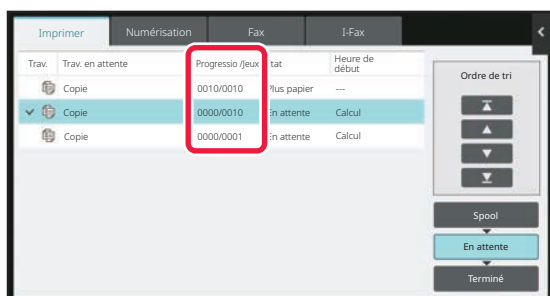 Imprimer Numérisation Fax I-Fax
Trav. Trav. en attente Progressio /Jeux tat Heure de
début
Copie 0010/0010 Plus papier ---
Copie 0000/0010 En attente Calcul
Copie 0000/0001 En attente Calcul
Ordre de tri
Spool
En attente
Terminé